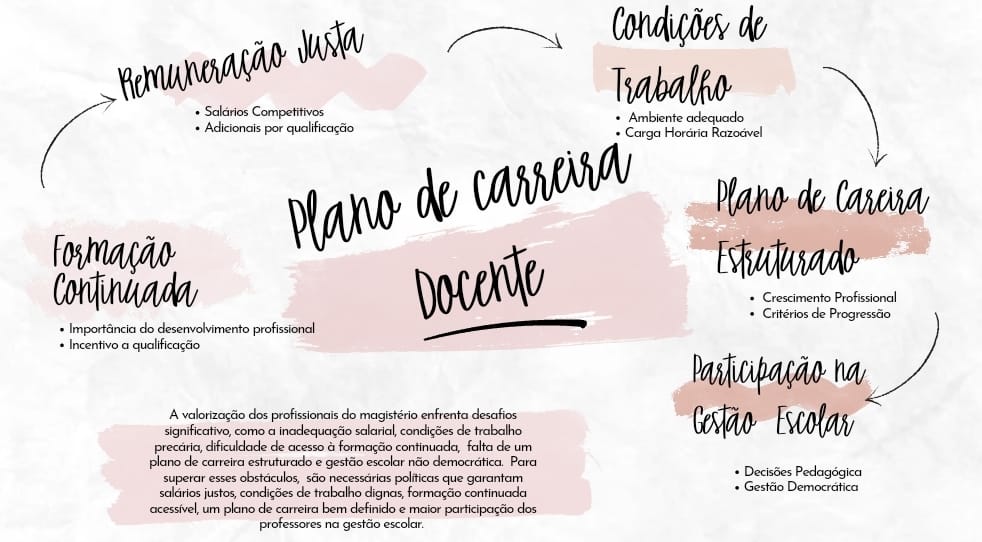 Remuneração Justa
• Salários Competitivos
• Adicionais por qualificação
Condições de
Trabalho
• Ambiente adequado
• Carga Horária Razoável
Plano de carreira
Docente
Plano de Careira
Estruturado
• Crescimento Profissional
• Critérios de Progressão
Formação
Continuada
• Importância do desenvolvimento profissional
• Incentivo a qualificação
Participação na
Gestão Escolar
• Decisões Pedagógica
• Gestão Democrática
A valorização dos profissionais do magistério enfrenta desafios
significativo, como a inadequação salarial, condições de trabalho
precária, dificuldade de acesso à formação continuada, falta de um
plano de carreira estruturado e gestão escolar não democrática. Para
superar esses obstáculos, são necessárias políticas que garantam
salários justos, condições de trabalho dignas, formação continuada
acessível, um plano de carreira bem definido e maior participação dos
professores na gestão escolar.